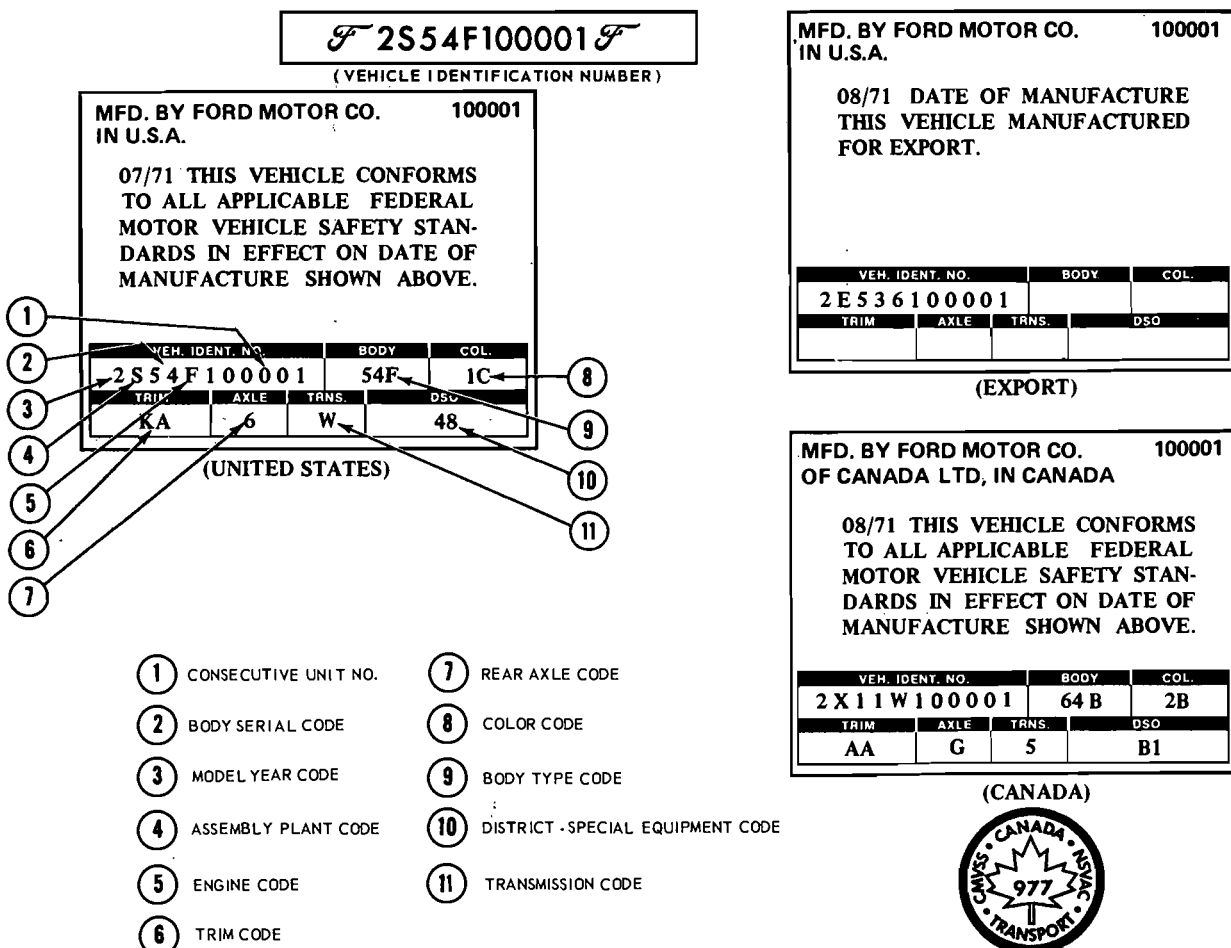 F 2S54F100001 F
(VEHICLE IDENTIFICATION NUMBER)
MFD. BY FORD MOTOR CO. 100001
IN U.S.A.
07/71 THIS VEHICLE CONFORMS
TO ALL APPLICABLE FEDERAL
MOTOR VEHICLE SAFETY STAN-
DARDS IN EFFECT ON DATE OF
MANUFACTURE SHOWN ABOVE.
VEH. IDENT. NO. BODY COL.
2S54F100001 54F 1C
TRIM AXLE TRNS. DSO
KA 6 W 48
(UNITED STATES)
1
2
3
4
5
6
7
8
9
10
11
1 CONSECUTIVE UNIT NO.
2 BODY SERIAL CODE
3 MODEL YEAR CODE
4 ASSEMBLY PLANT CODE
5 ENGINE CODE
6 TRIM CODE
7 REAR AXLE CODE
8 COLOR CODE
9 BODY TYPE CODE
10 DISTRICT - SPECIAL EQUIPMENT CODE
11 TRANSMISSION CODE
MFD. BY FORD MOTOR CO. 100001
IN U.S.A.
08/71 DATE OF MANUFACTURE
THIS VEHICLE MANUFACTURED
FOR EXPORT.
VEH. IDENT. NO. BODY COL.
2E536100001
TRIM AXLE TRNS. DSO
(EXPORT)
MFD. BY FORD MOTOR CO. 100001
OF CANADA LTD, IN CANADA
08/71 THIS VEHICLE CONFORMS
TO ALL APPLICABLE FEDERAL
MOTOR VEHICLE SAFETY STAN-
DARDS IN EFFECT ON DATE OF
MANUFACTURE SHOWN ABOVE.
VEH. IDENT. NO. BODY COL.
2X11W100001 64B 2B
TRIM AXLE TRNS. DSO
AA G 5 B1
(CANADA)
CMVSS • CANADA • NSVAC • TRANSPORT •
977